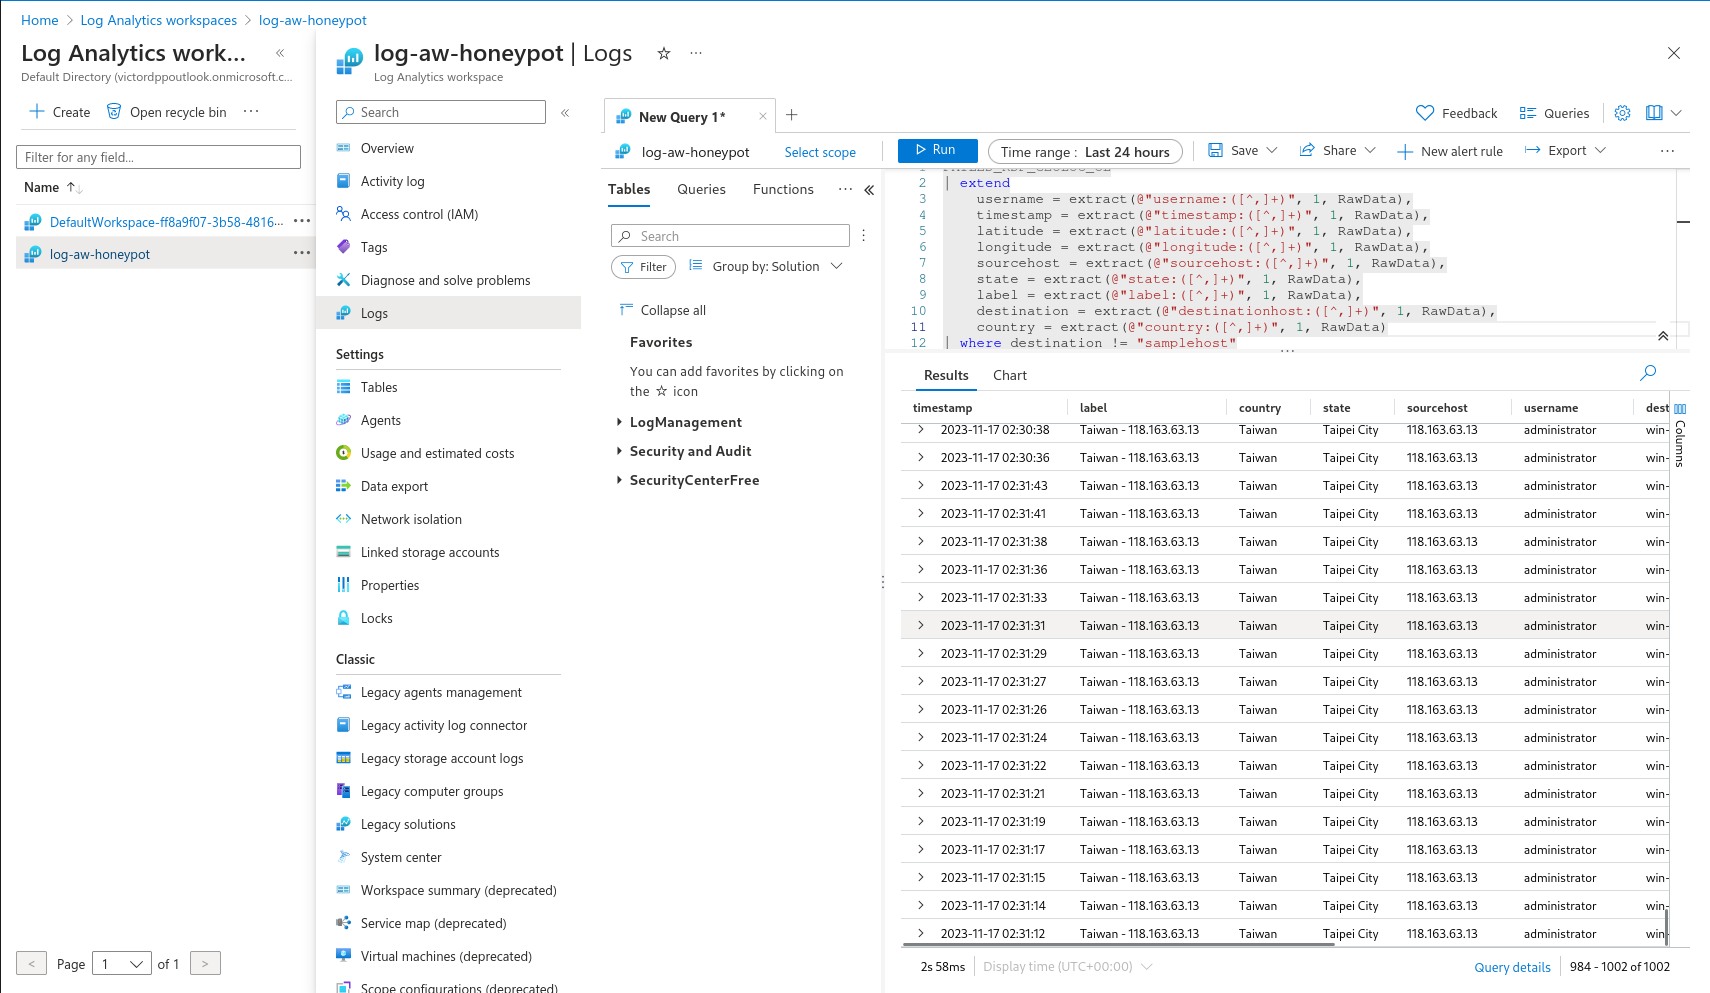 Home > Log Analytics workspaces > log-aw-honeypot
Log Analytics work... «
Default Directory (victordppoutlook.onmicrosoft.c...
+ Create Open recycle bin ...
Filter for any field...
Name ↑↓
DefaultWorkspace-ff8a9f07-3b58-4816... ...
log-aw-honeypot ...
< Page 1 of 1 >
log-aw-honeypot | Logs ☆ ...
Log Analytics workspace
Search «
Overview
Activity log
Access control (IAM)
Tags
Diagnose and solve problems
Logs
Settings
Tables
Agents
Usage and estimated costs
Data export
Network isolation
Linked storage accounts
Properties
Locks
Classic
Legacy agents management
Legacy activity log connector
Legacy storage account logs
Legacy computer groups
Legacy solutions
System center
Workspace summary (deprecated)
Service map (deprecated)
Virtual machines (deprecated)
Scope configurations (deprecated)
New Query 1* × +
Feedback Queries
log-aw-honeypot Select scope
Run Time range : Last 24 hours Save Share + New alert rule Export ...
Tables Queries Functions ... «
Search
Filter Group by: Solution
Collapse all
Favorites
You can add favorites by clicking on
the ☆ icon
LogManagement
Security and Audit
SecurityCenterFree
2 | extend
3 username = extract(@"username:([^,]+)", 1, RawData),
4 timestamp = extract(@"timestamp:([^,]+)", 1, RawData),
5 latitude = extract(@"latitude:([^,]+)", 1, RawData),
6 longitude = extract(@"longitude:([^,]+)", 1, RawData),
7 sourcehost = extract(@"sourcehost:([^,]+)", 1, RawData),
8 state = extract(@"state:([^,]+)", 1, RawData),
9 label = extract(@"label:([^,]+)", 1, RawData),
10 destination = extract(@"destinationhost:([^,]+)", 1, RawData),
11 country = extract(@"country:([^,]+)", 1, RawData)
12 | where destination != "samplehost"
Results Chart
timestamp label country state sourcehost username dest
2023-11-17 02:30:38 Taiwan - 118.163.63.13 Taiwan Taipei City 118.163.63.13 administrator win-
2023-11-17 02:30:36 Taiwan - 118.163.63.13 Taiwan Taipei City 118.163.63.13 administrator win-
2023-11-17 02:31:43 Taiwan - 118.163.63.13 Taiwan Taipei City 118.163.63.13 administrator win-
2023-11-17 02:31:41 Taiwan - 118.163.63.13 Taiwan Taipei City 118.163.63.13 administrator win-
2023-11-17 02:31:38 Taiwan - 118.163.63.13 Taiwan Taipei City 118.163.63.13 administrator win-
2023-11-17 02:31:36 Taiwan - 118.163.63.13 Taiwan Taipei City 118.163.63.13 administrator win-
2023-11-17 02:31:33 Taiwan - 118.163.63.13 Taiwan Taipei City 118.163.63.13 administrator win-
2023-11-17 02:31:31 Taiwan - 118.163.63.13 Taiwan Taipei City 118.163.63.13 administrator win-
2023-11-17 02:31:29 Taiwan - 118.163.63.13 Taiwan Taipei City 118.163.63.13 administrator win-
2023-11-17 02:31:27 Taiwan - 118.163.63.13 Taiwan Taipei City 118.163.63.13 administrator win-
2023-11-17 02:31:26 Taiwan - 118.163.63.13 Taiwan Taipei City 118.163.63.13 administrator win-
2023-11-17 02:31:24 Taiwan - 118.163.63.13 Taiwan Taipei City 118.163.63.13 administrator win-
2023-11-17 02:31:22 Taiwan - 118.163.63.13 Taiwan Taipei City 118.163.63.13 administrator win-
2023-11-17 02:31:21 Taiwan - 118.163.63.13 Taiwan Taipei City 118.163.63.13 administrator win-
2023-11-17 02:31:19 Taiwan - 118.163.63.13 Taiwan Taipei City 118.163.63.13 administrator win-
2023-11-17 02:31:17 Taiwan - 118.163.63.13 Taiwan Taipei City 118.163.63.13 administrator win-
2023-11-17 02:31:15 Taiwan - 118.163.63.13 Taiwan Taipei City 118.163.63.13 administrator win-
2023-11-17 02:31:14 Taiwan - 118.163.63.13 Taiwan Taipei City 118.163.63.13 administrator win-
2023-11-17 02:31:12 Taiwan - 118.163.63.13 Taiwan Taipei City 118.163.63.13 administrator win-
Columns
2s 58ms Display time (UTC+00:00) Query details 984 - 1002 of 1002